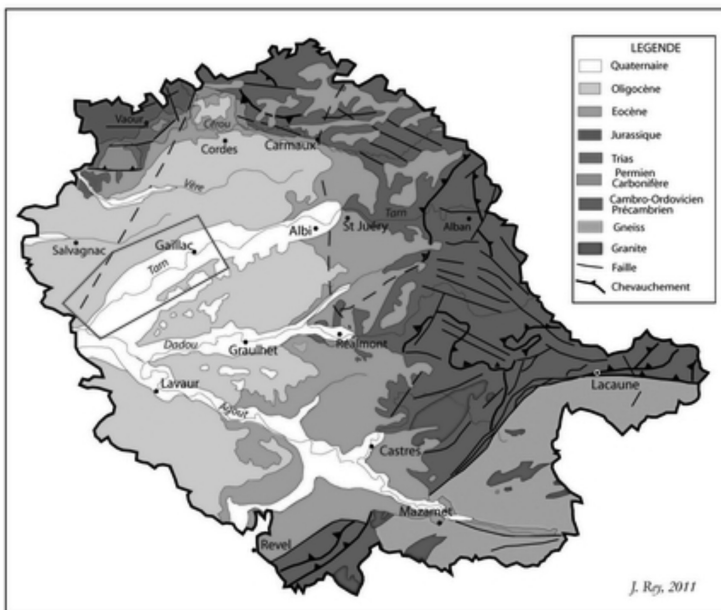 LEGENDE
Quaternaire
Oligocène
Eocène
Jurassique
Trias
Permien
Carbonifère
Cambro-Ordovicien
Précambrien
Gneiss
Granite
Faille
Chevauchement
Vaour
Cérou
Cordes
Carmaux
Vère
Tarn
Salvagnac
Gaillac
Albi
St Juéry
Alban
Tarn
Dadou
Graulhet
Réalmont
Lavaur
Agout
Lacaune
Castres
Mazamet
Revel
J. Rey, 2011